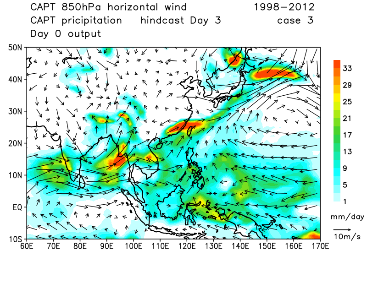 CAPT 850hPa horizontal wind 1998-2012
CAPT pricipitation hindcast Day 3 case 3
Day 0 output
50N
40N
30N
20N
10N
EQ
10S
60E 70E 80E 90E 100E 110E 120E 130E 140E 150E 160E 170E
33
29
25
21
17
13
9
5
1
mm/day
10m/s